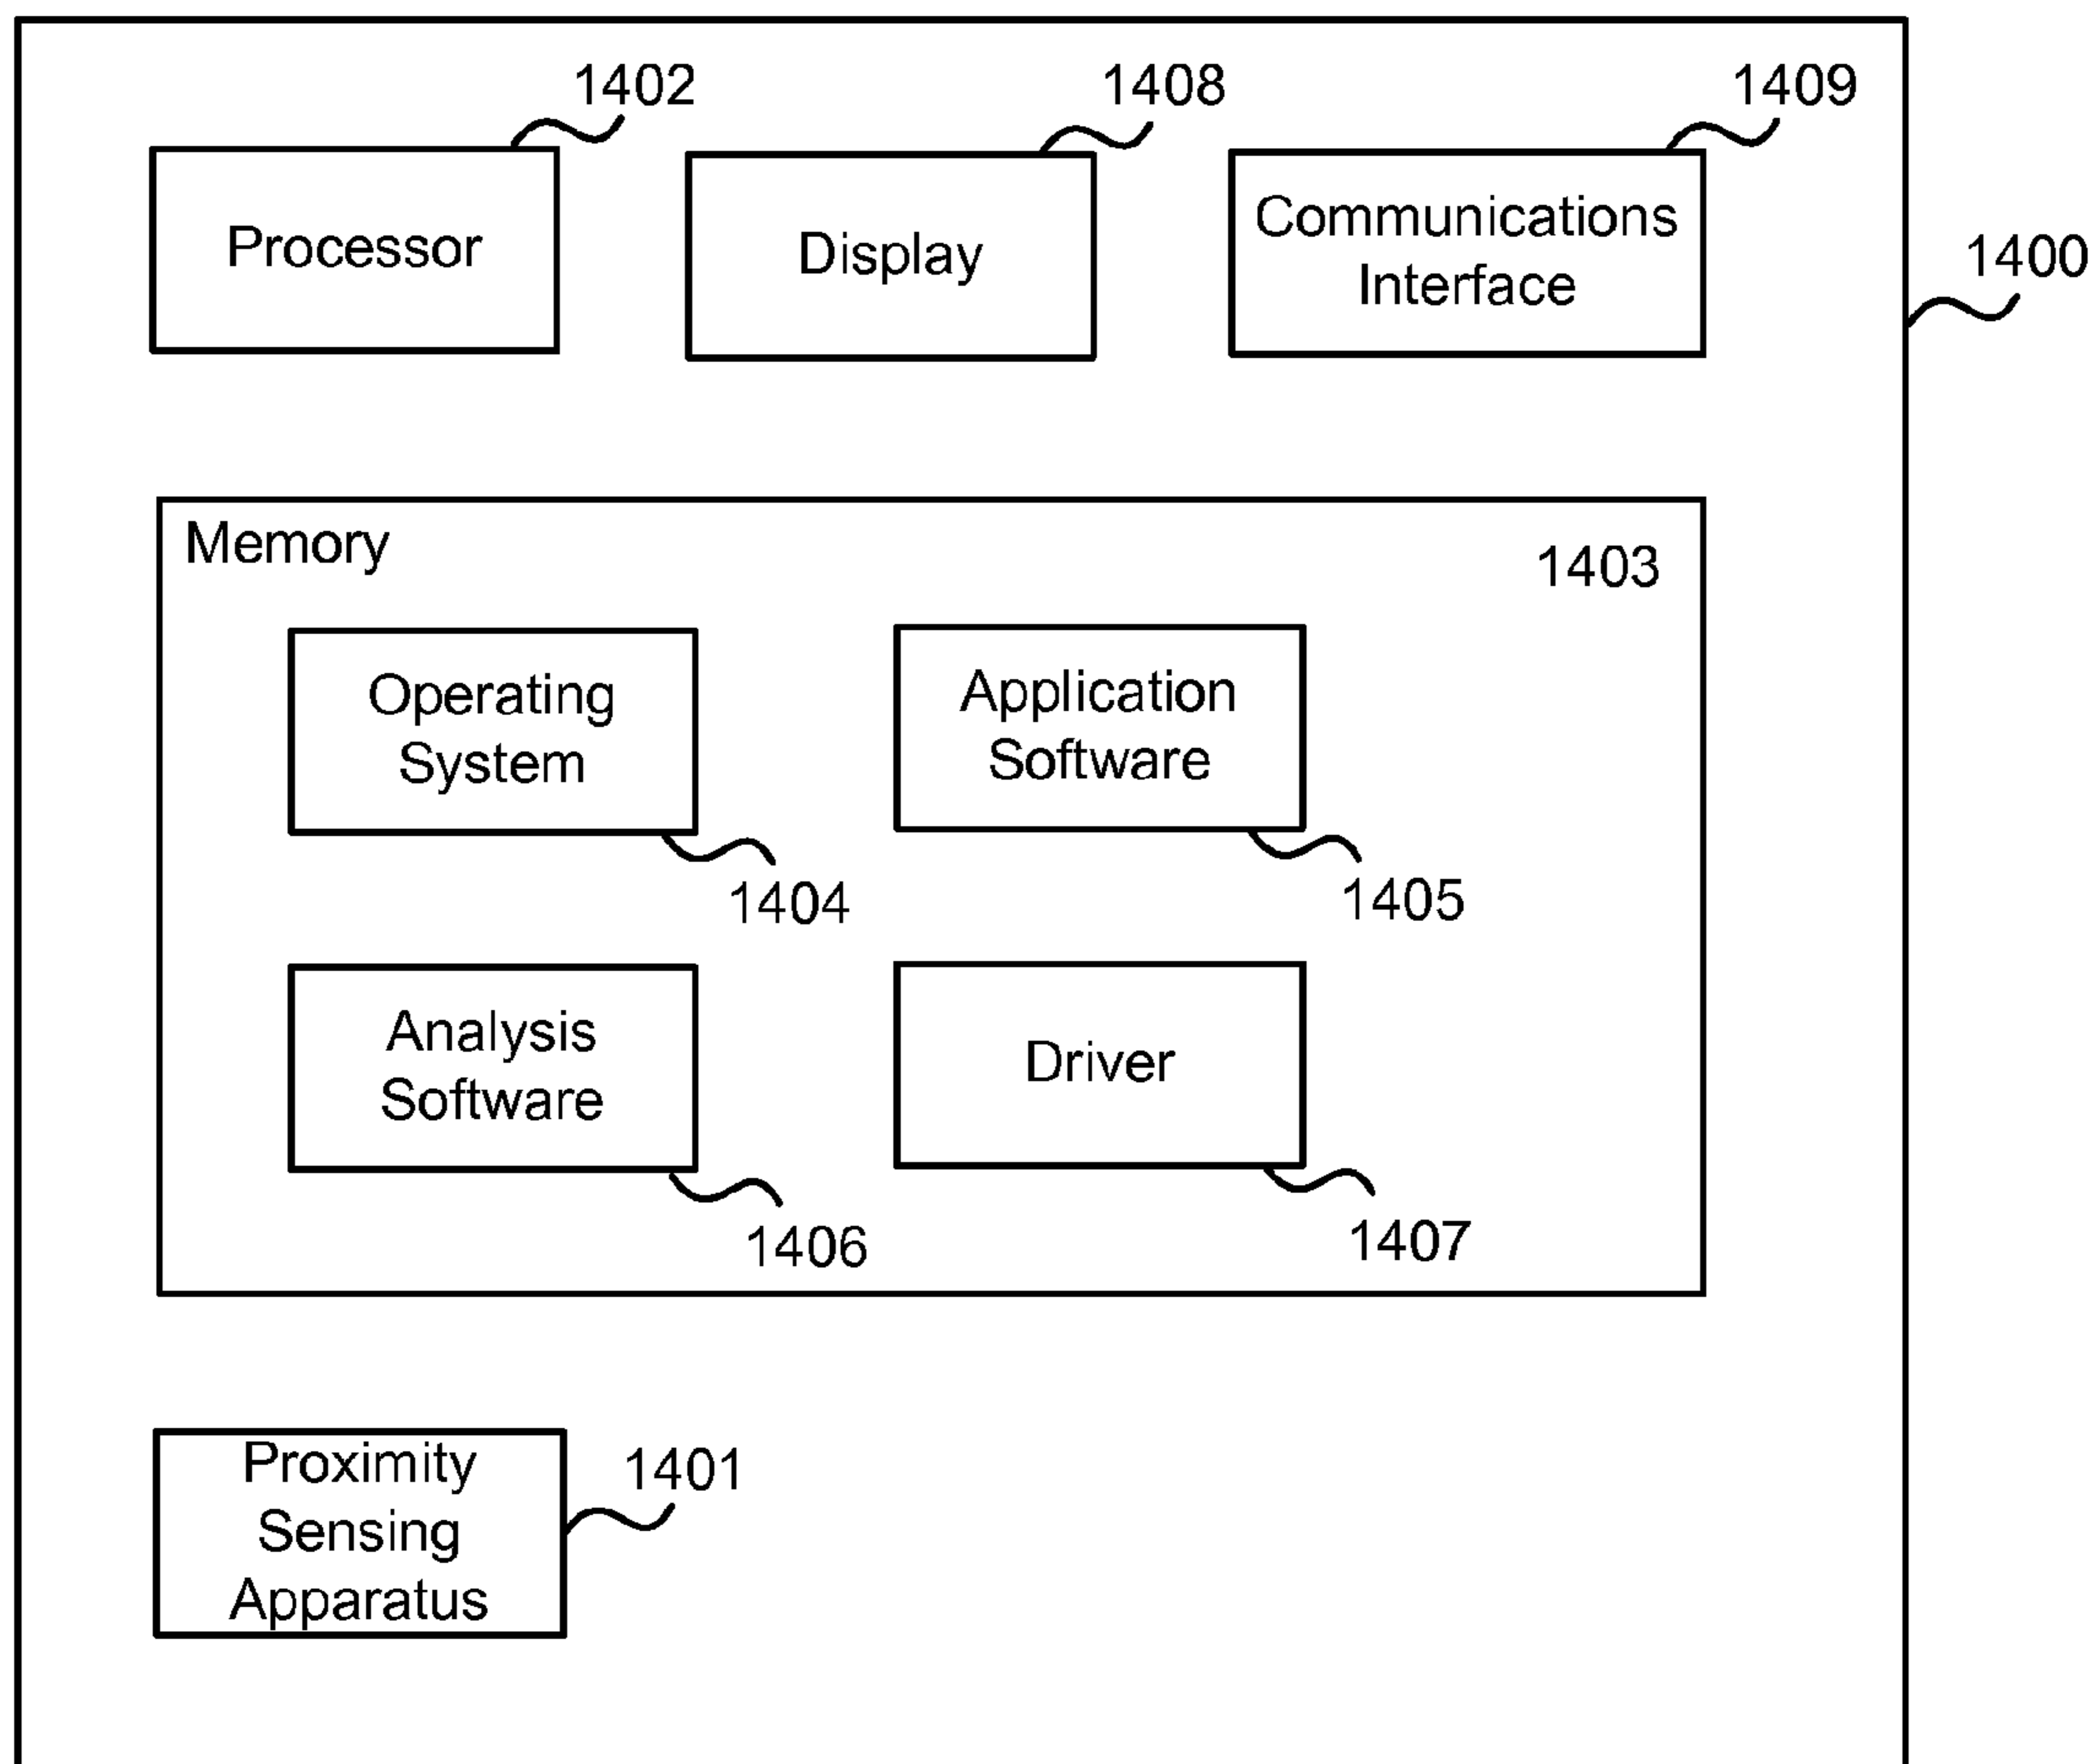 1402
1408
1409
Processor
Display
Communications
Interface
1400
Memory
1403
Operating
System
Application
Software
1404
1405
Analysis
Software
Driver
1406
1407
Proximity
Sensing
Apparatus
1401